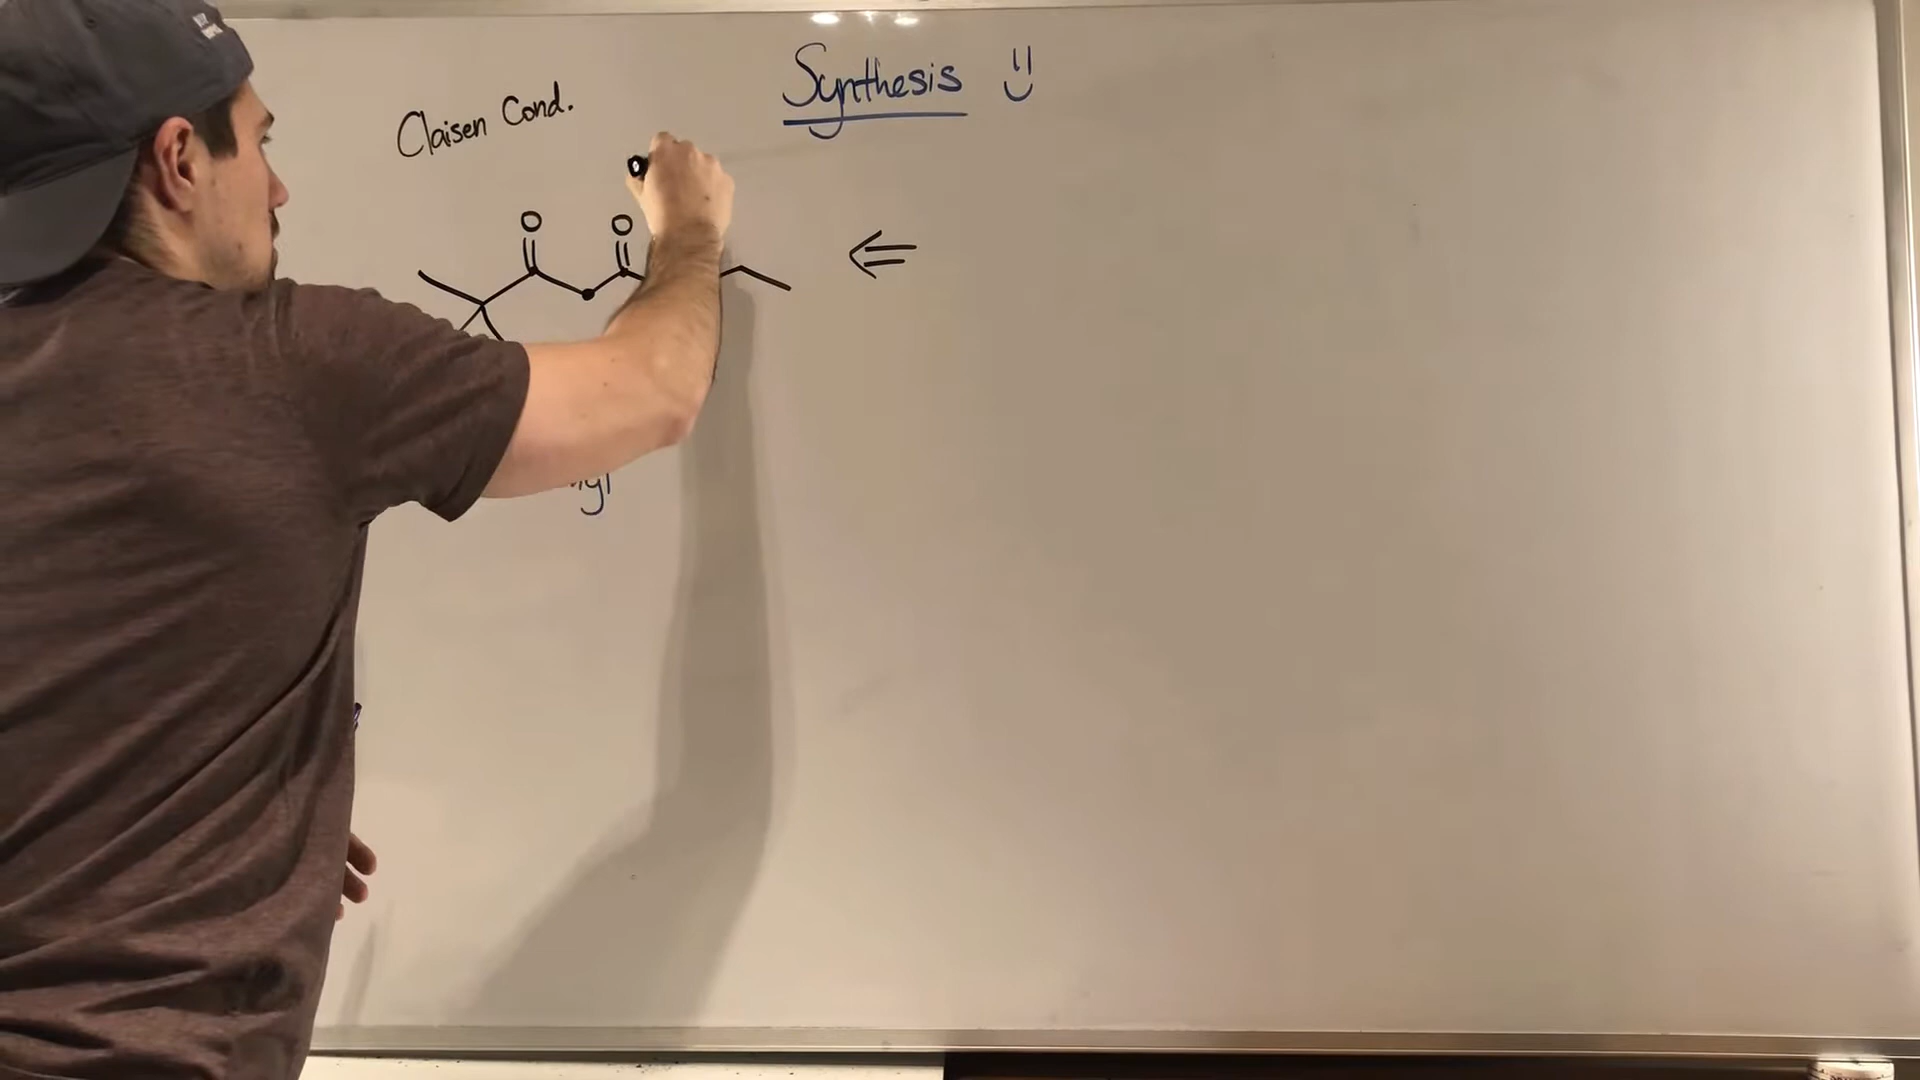 Synthesis
Claisen Cond.
O O